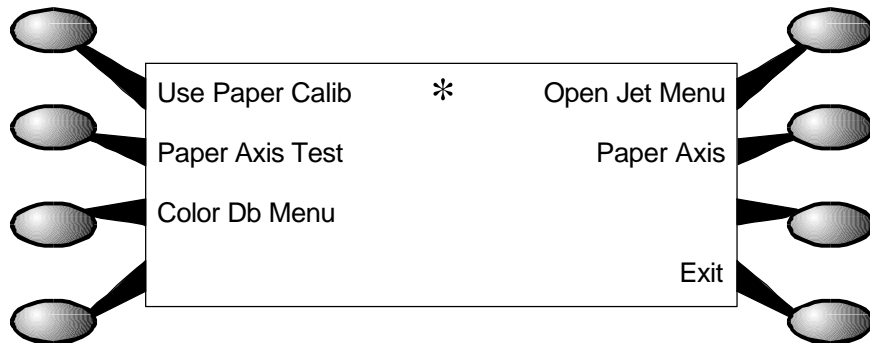 Use Paper Calib * Open Jet Menu
Paper Axis Test Paper Axis
Color Db Menu
Exit